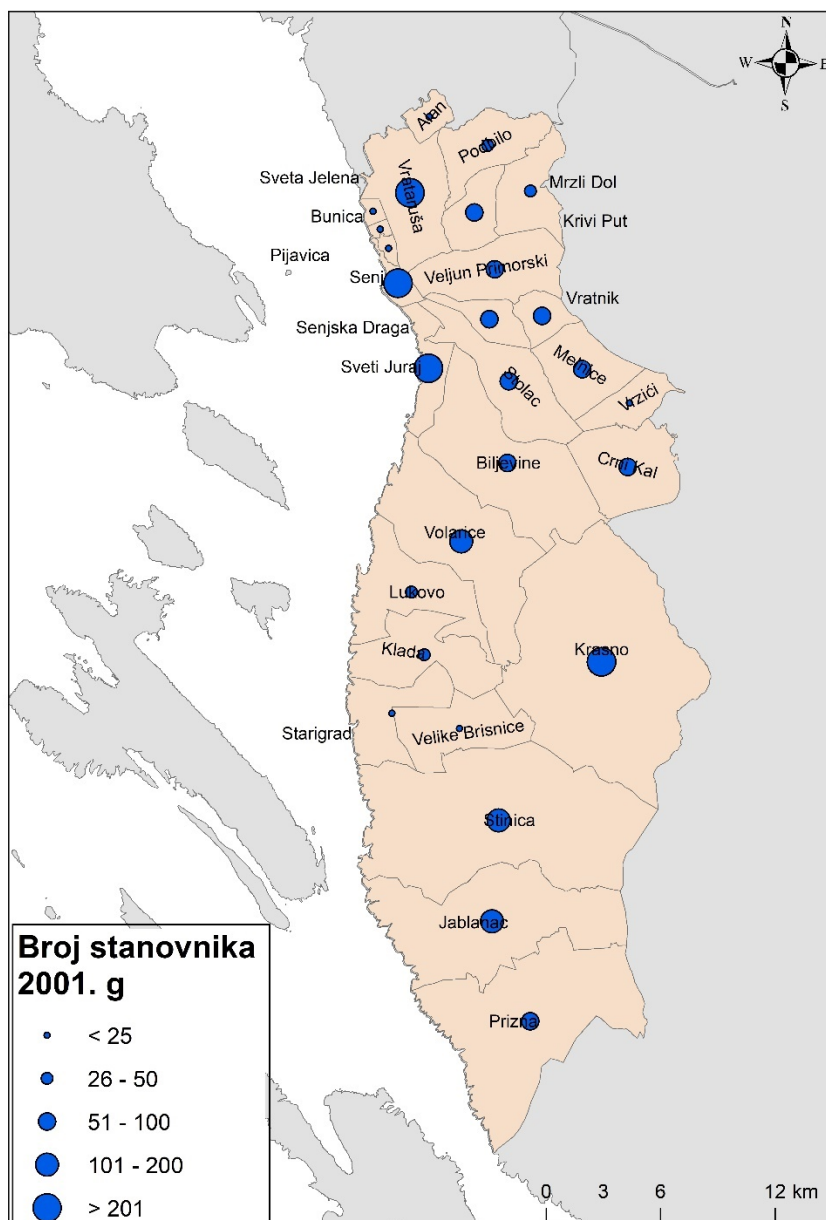 N
W E
S
Alan
Podbilo
Vrataruša
Sveta Jelena
Mrzli Dol
Bunica
Krivi Put
Pijavica
Veljun Primorski
Senj
Vratnik
Senjska Draga
Sveti Juraj
Melnice
Stolac
Vrzići
Biljevine
Crni Kal
Volarice
Lukovo
Klada
Krasno
Starigrad
Velike Brisnice
Stinica
Jablanac
Prizna
Broj stanovnika
2001. g
< 25
26 - 50
51 - 100
101 - 200
> 201
0 3 6 12 km